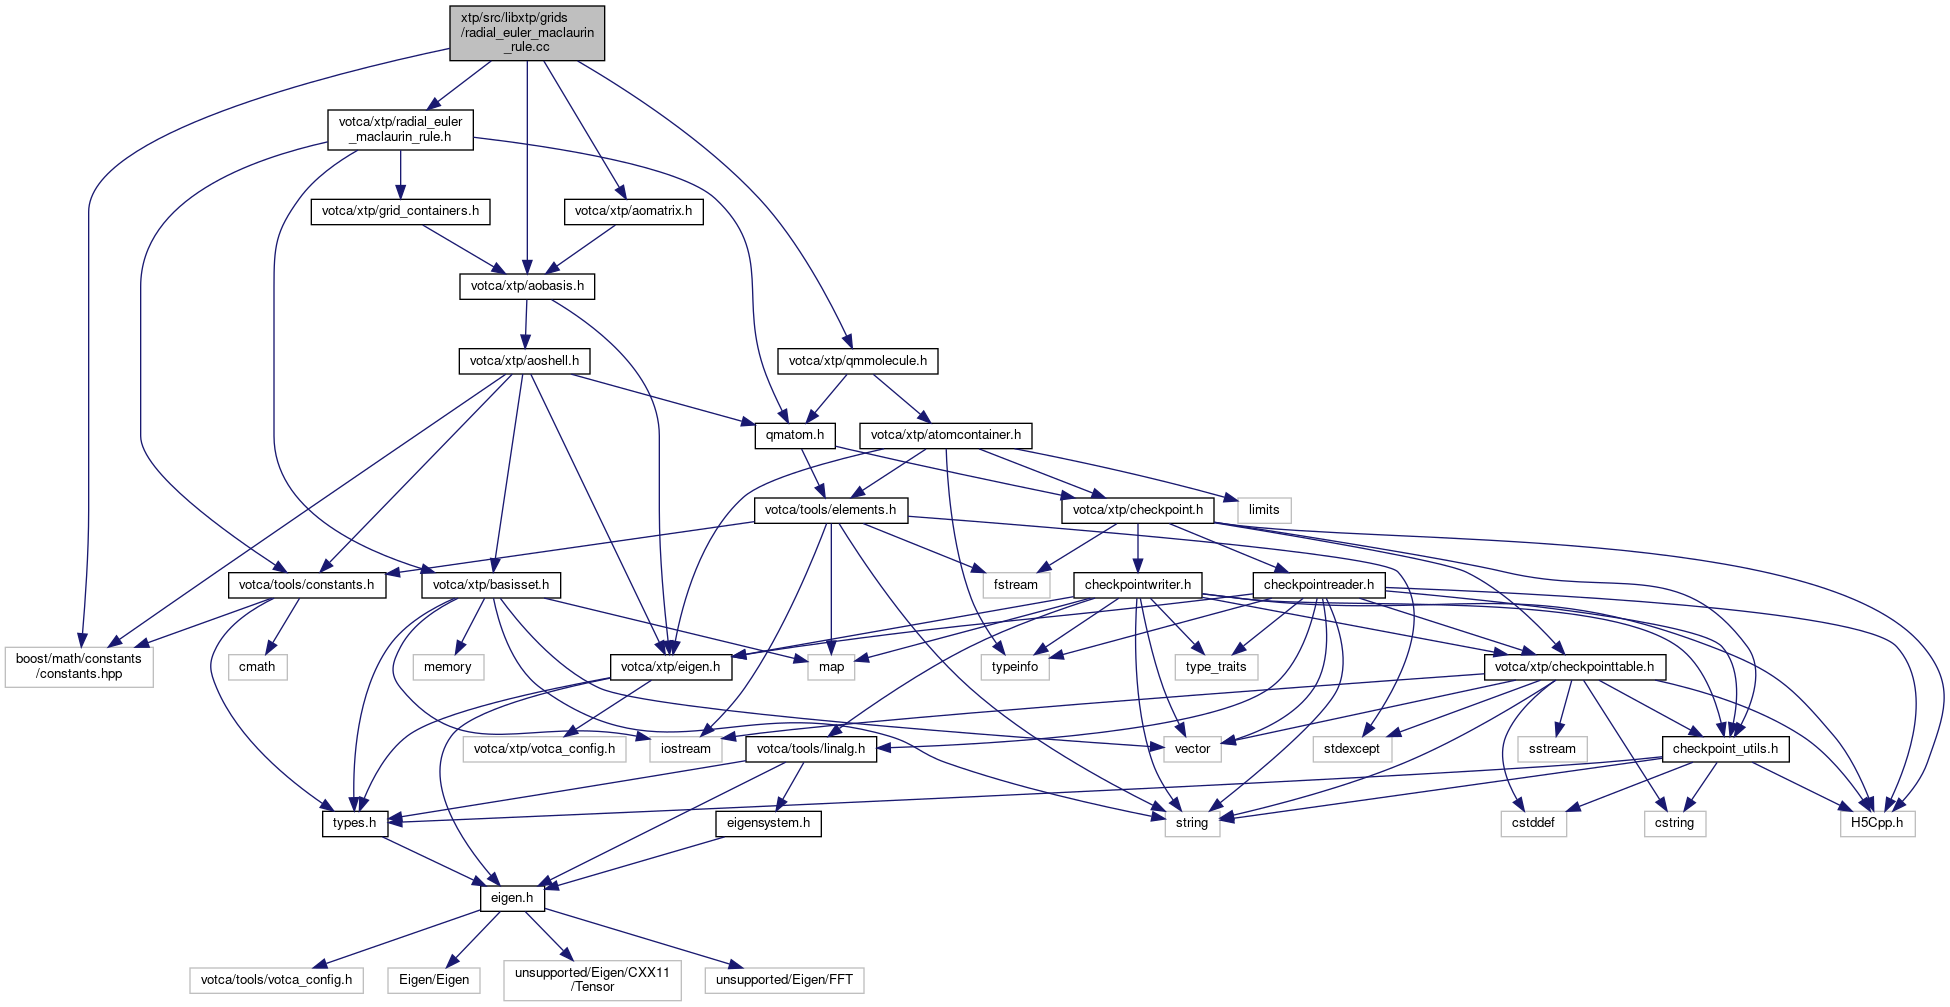 xtp/src/libxtp/grids
/radial_euler_maclaurin
_rule.cc
votca/xtp/radial_euler
_maclaurin_rule.h
votca/xtp/grid_containers.h
votca/xtp/aomatrix.h
votca/xtp/aobasis.h
votca/xtp/aoshell.h
votca/xtp/qmmolecule.h
qmatom.h
votca/xtp/atomcontainer.h
votca/tools/elements.h
votca/xtp/checkpoint.h
limits
votca/tools/constants.h
votca/xtp/basisset.h
fstream
checkpointwriter.h
checkpointreader.h
boost/math/constants
/constants.hpp
cmath
memory
votca/xtp/eigen.h
map
typeinfo
type_traits
votca/xtp/checkpointtable.h
votca/xtp/votca_config.h
iostream
votca/tools/linalg.h
vector
stdexcept
sstream
checkpoint_utils.h
types.h
eigensystem.h
string
cstddef
cstring
H5Cpp.h
eigen.h
votca/tools/votca_config.h
Eigen/Eigen
unsupported/Eigen/CXX11
/Tensor
unsupported/Eigen/FFT